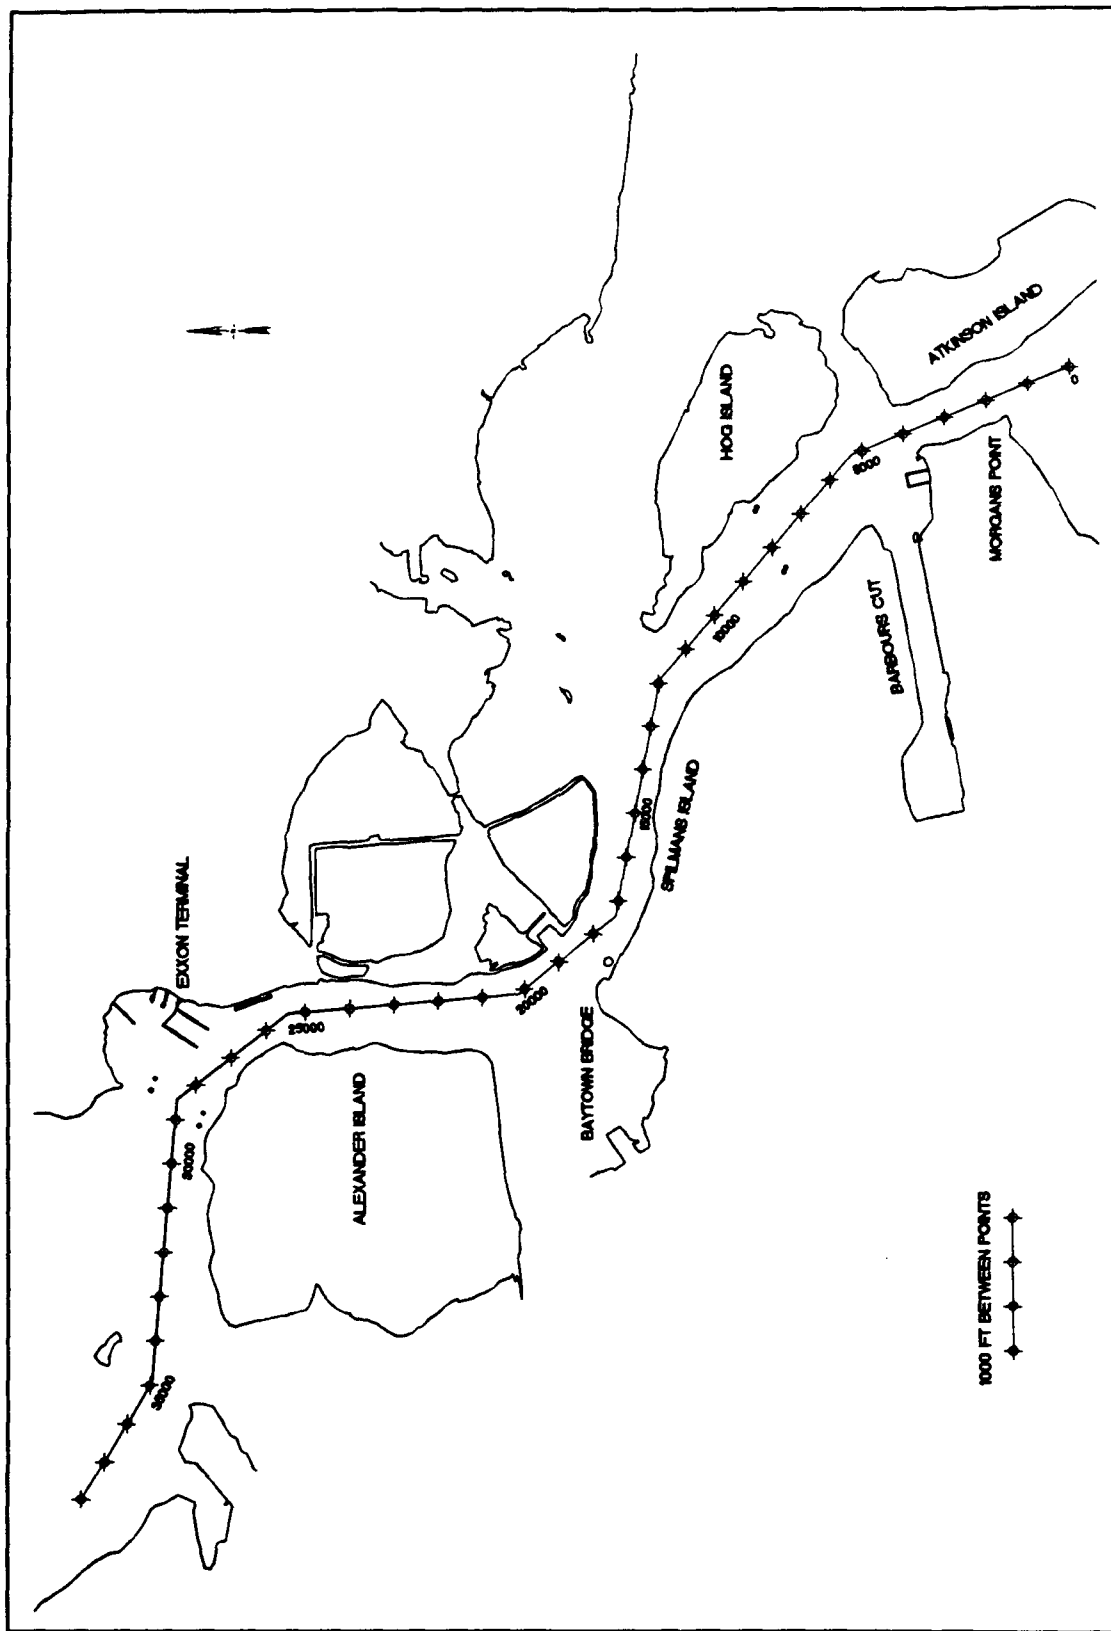 EXXON TERMINAL
ALEXANDER ISLAND
BAYTOWN BRIDGE
SPILMANS ISLAND
HOG ISLAND
ATKINSON ISLAND
MORGANS POINT
BARBOURS CUT
0
5000
10000
15000
20000
25000
30000
35000
1000 FT BETWEEN POINTS